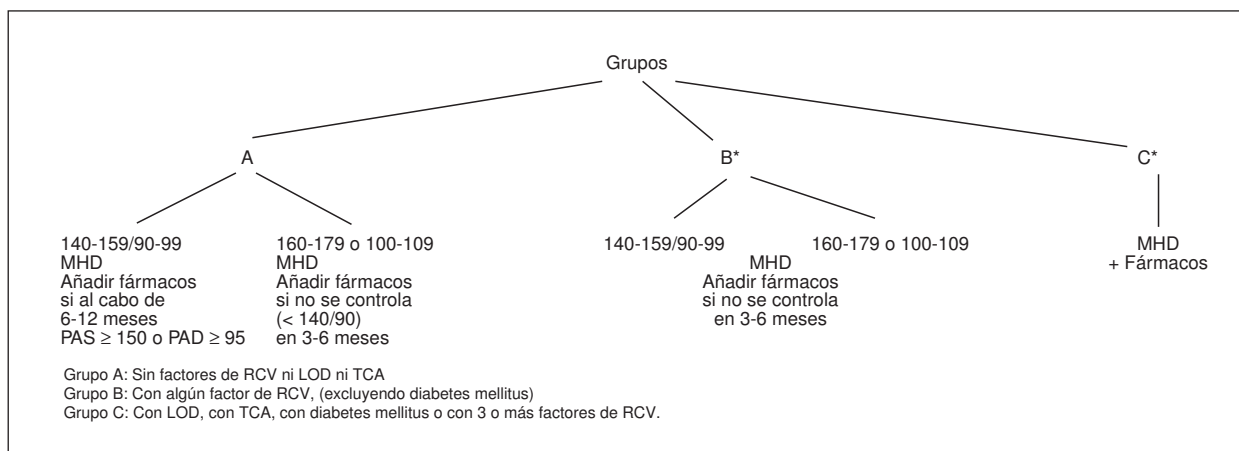 Grupos
A
B*
C*
140-159/90-99
MHD
Añadir fármacos
si al cabo de
6-12 meses
PAS ≥ 150 o PAD ≥ 95
160-179 o 100-109
MHD
Añadir fármacos
si no se controla
(< 140/90)
en 3-6 meses
140-159/90-99
160-179 o 100-109
MHD
Añadir fármacos
si no se controla
en 3-6 meses
MHD
+ Fármacos
Grupo A: Sin factores de RCV ni LOD ni TCA
Grupo B: Con algún factor de RCV, (excluyendo diabetes mellitus)
Grupo C: Con LOD, con TCA, con diabetes mellitus o con 3 o más factores de RCV.